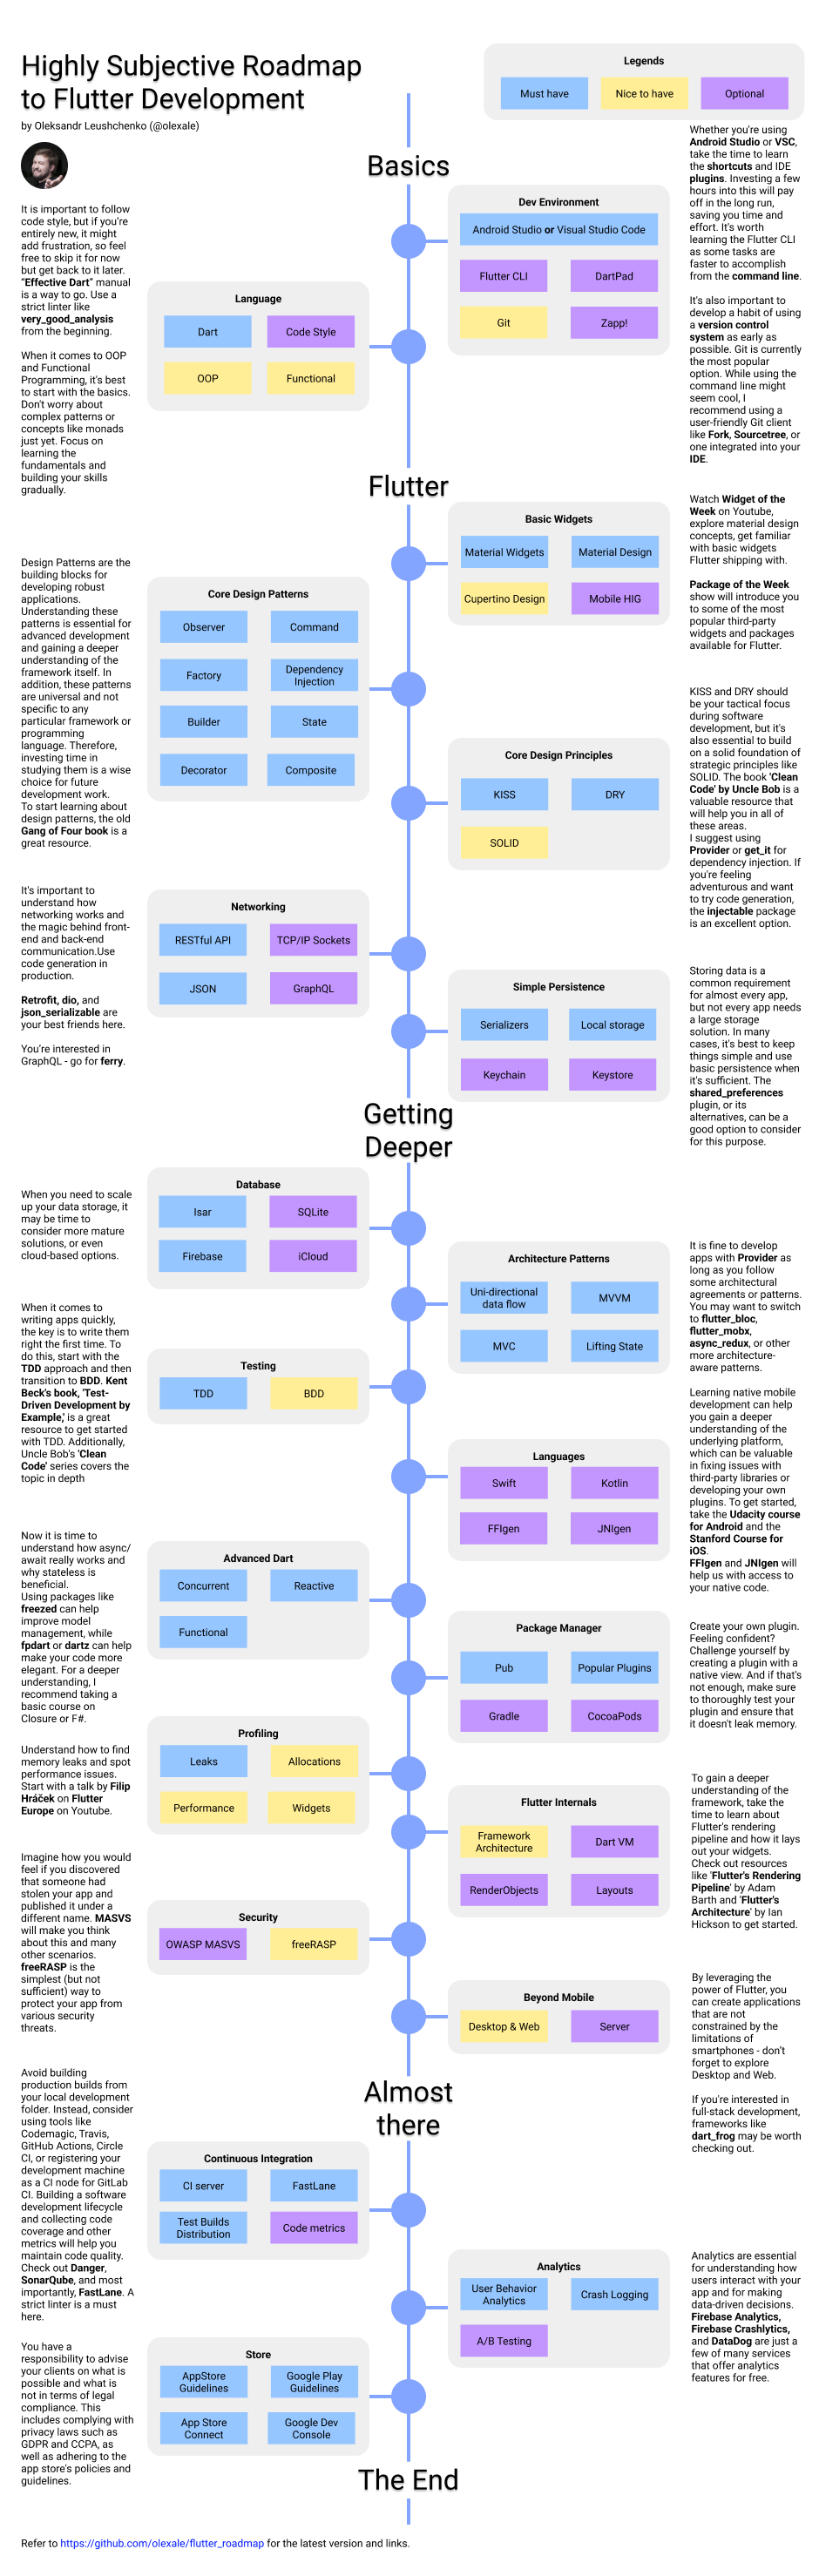 Highly Subjective Roadmap
to Flutter Development
by Oleksandr Leushchenko (@olexale)
Legends
Must have
Nice to have
Optional
Basics
It is important to follow
code style, but if you're
entirely new, it might
add frustration, so feel
free to skip it for now
but get back to it later.
“Effective Dart” manual
is a way to go. Use a
strict linter like
very_good_analysis
from the beginning.
When it comes to OOP
and Functional
Programming, it's best
to start with the basics.
Don't worry about
complex patterns or
concepts like monads
just yet. Focus on
learning the
fundamentals and
building your skills
gradually.
Language
Dart
Code Style
OOP
Functional
Dev Environment
Android Studio or Visual Studio Code
Flutter CLI
DartPad
Git
Zapp!
Whether you're using
Android Studio or VSC,
take the time to learn
the shortcuts and IDE
plugins. Investing a few
hours into this will pay
off in the long run,
saving you time and
effort. It's worth
learning the Flutter CLI
as some tasks are
faster to accomplish
from the command line.
It's also important to
develop a habit of using
a version control
system as early as
possible. Git is currently
the most popular
option. While using the
command line might
seem cool, I
recommend using a
user-friendly Git client
like Fork, Sourcetree, or
one integrated into your
IDE.
Flutter
Basic Widgets
Material Widgets
Material Design
Cupertino Design
Mobile HIG
Watch Widget of the
Week on Youtube,
explore material design
concepts, get familiar
with basic widgets
Flutter shipping with.
Package of the Week
show will introduce you
to some of the most
popular third-party
widgets and packages
available for Flutter.
Design Patterns are the
building blocks for
developing robust
applications.
Understanding these
patterns is essential for
advanced development
and gaining a deeper
understanding of the
framework itself. In
addition, these patterns
are universal and not
specific to any
particular framework or
programming
language. Therefore,
investing time in
studying them is a wise
choice for future
development work.
To start learning about
design patterns, the old
Gang of Four book is a
great resource.
Core Design Patterns
Observer
Command
Factory
Dependency
Injection
Builder
State
Decorator
Composite
Core Design Principles
KISS
DRY
SOLID
KISS and DRY should
be your tactical focus
during software
development, but it's
also essential to build
on a solid foundation of
strategic principles like
SOLID. The book 'Clean
Code' by Uncle Bob is a
valuable resource that
will help you in all of
these areas.
I suggest using
Provider or get_it for
dependency injection. If
you're feeling
adventurous and want
to try code generation,
the injectable package
is an excellent option.
It's important to
understand how
networking works and
the magic behind front-
end and back-end
communication.Use
code generation in
production.
Retrofit, dio, and
json_serializable are
your best friends here.
You're interested in
GraphQL - go for ferry.
Networking
RESTful API
TCP/IP Sockets
JSON
GraphQL
Simple Persistence
Serializers
Local storage
Keychain
Keystore
Storing data is a
common requirement
for almost every app,
but not every app needs
a large storage
solution. In many
cases, it's best to keep
things simple and use
basic persistence when
it's sufficient. The
shared_preferences
plugin, or its
alternatives, can be a
good option to consider
for this purpose.
Getting
Deeper
When you need to scale
up your data storage, it
may be time to
consider more mature
solutions, or even
cloud-based options.
Database
Isar
SQLite
Firebase
iCloud
Architecture Patterns
Uni-directional
data flow
MVVM
MVC
Lifting State
It is fine to develop
apps with Provider as
long as you follow
some architectural
agreements or patterns.
You may want to switch
to flutter_bloc,
flutter_mobx,
async_redux, or other
more architecture-
aware patterns.
When it comes to
writing apps quickly,
the key is to write them
right the first time. To
do this, start with the
TDD approach and then
transition to BDD. Kent
Beck's book, 'Test-
Driven Development by
Example,' is a great
resource to get started
with TDD. Additionally,
Uncle Bob's 'Clean
Code' series covers the
topic in depth
Testing
TDD
BDD
Languages
Swift
Kotlin
FFIgen
JNIgen
Learning native mobile
development can help
you gain a deeper
understanding of the
underlying platform,
which can be valuable
in fixing issues with
third-party libraries or
developing your own
plugins. To get started,
take the Udacity course
for Android and the
Stanford Course for
iOS.
FFIgen and JNIgen will
help us with access to
your native code.
Now it is time to
understand how async/
await really works and
why stateless is
beneficial.
Using packages like
freezed can help
improve model
management, while
fpdart or dartz can help
make your code more
elegant. For a deeper
understanding, I
recommend taking a
basic course on
Closure or F#.
Advanced Dart
Concurrent
Reactive
Functional
Package Manager
Pub
Popular Plugins
Gradle
CocoaPods
Create your own plugin.
Feeling confident?
Challenge yourself by
creating a plugin with a
native view. And if that's
not enough, make sure
to thoroughly test your
plugin and ensure that
it doesn't leak memory.
Understand how to find
memory leaks and spot
performance issues.
Start with a talk by Filip
Hráček on Flutter
Europe on Youtube.
Profiling
Leaks
Allocations
Performance
Widgets
Flutter Internals
Framework
Architecture
Dart VM
RenderObjects
Layouts
To gain a deeper
understanding of the
framework, take the
time to learn about
Flutter's rendering
pipeline and how it lays
out your widgets.
Check out resources
like 'Flutter's Rendering
Pipeline' by Adam
Barth and 'Flutter's
Architecture' by Ian
Hickson to get started.
Imagine how you would
feel if you discovered
that someone had
stolen your app and
published it under a
different name. MASVS
will make you think
about this and many
other scenarios.
freeRASP is the
simplest (but not
sufficient) way to
protect your app from
various security
threats.
Security
OWASP MASVS
freeRASP
Beyond Mobile
Desktop & Web
Server
By leveraging the
power of Flutter, you
can create applications
that are not
constrained by the
limitations of
smartphones - don't
forget to explore
Desktop and Web.
If you're interested in
full-stack development,
frameworks like
dart_frog may be worth
checking out.
Almost
there
Avoid building
production builds from
your local development
folder. Instead, consider
using tools like
Codemagic, Travis,
GitHub Actions, Circle
CI, or registering your
development machine
as a CI node for GitLab
CI. Building a software
development lifecycle
and collecting code
coverage and other
metrics will help you
maintain code quality.
Check out Danger,
SonarQube, and most
importantly, FastLane. A
strict linter is a must
here.
Continuous Integration
CI server
FastLane
Test Builds
Distribution
Code metrics
Analytics
User Behavior
Analytics
Crash Logging
A/B Testing
Analytics are essential
for understanding how
users interact with your
app and for making
data-driven decisions.
Firebase Analytics,
Firebase Crashlytics,
and DataDog are just a
few of many services
that offer analytics
features for free.
You have a
responsibility to advise
your clients on what is
possible and what is
not in terms of legal
compliance. This
includes complying with
privacy laws such as
GDPR and CCPA, as
well as adhering to the
app store's policies and
guidelines.
Store
AppStore
Guidelines
Google Play
Guidelines
App Store
Connect
Google Dev
Console
The End
Refer to https://github.com/olexale/flutter_roadmap for the latest version and links.